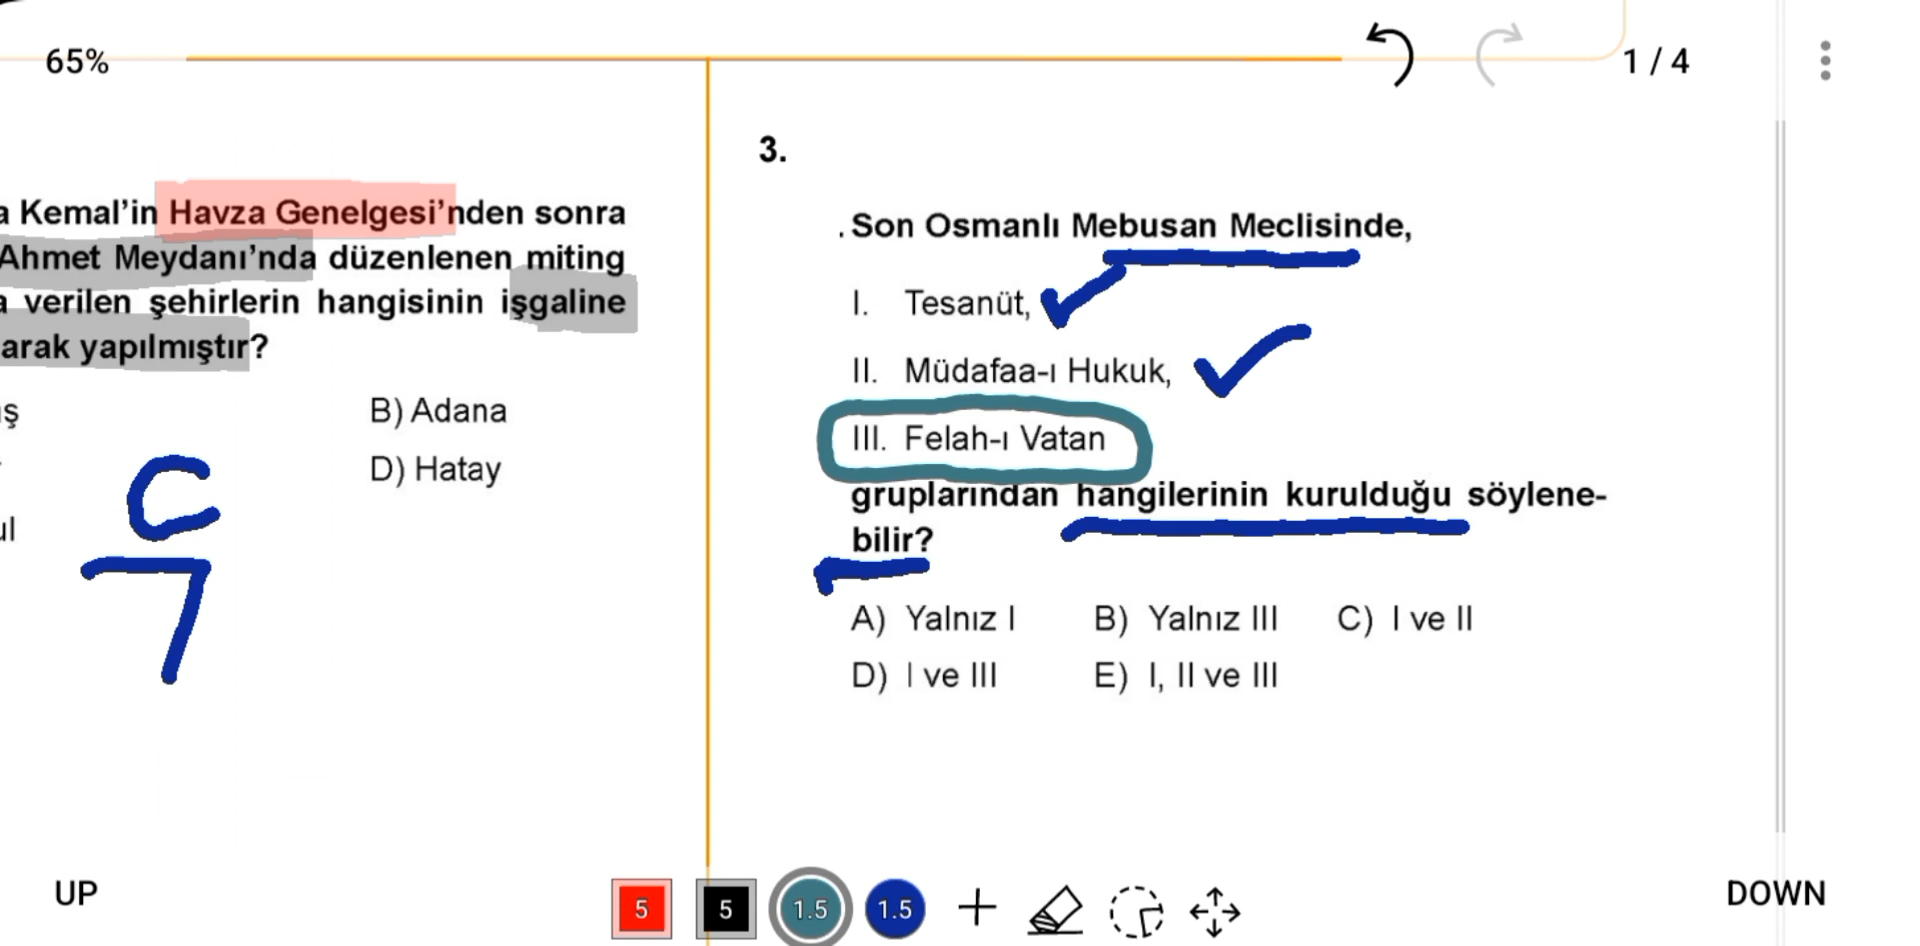 65%
1 / 4
a Kemal'in Havza Genelgesi'nden sonra
Ahmet Meydanı'nda düzenlenen miting
a verilen şehirlerin hangisinin işgaline
arak yapılmıştır?
ş
B) Adana
D) Hatay
ul
C
7
3.
. Son Osmanlı Mebusan Meclisinde,
I. Tesanüt,
II. Müdafaa-ı Hukuk,
III. Felah-ı Vatan
gruplarından hangilerinin kurulduğu söylene-
bilir?
A) Yalnız I B) Yalnız III C) I ve II
D) I ve III E) I, II ve III
UP
5 5 1.5 1.5
DOWN